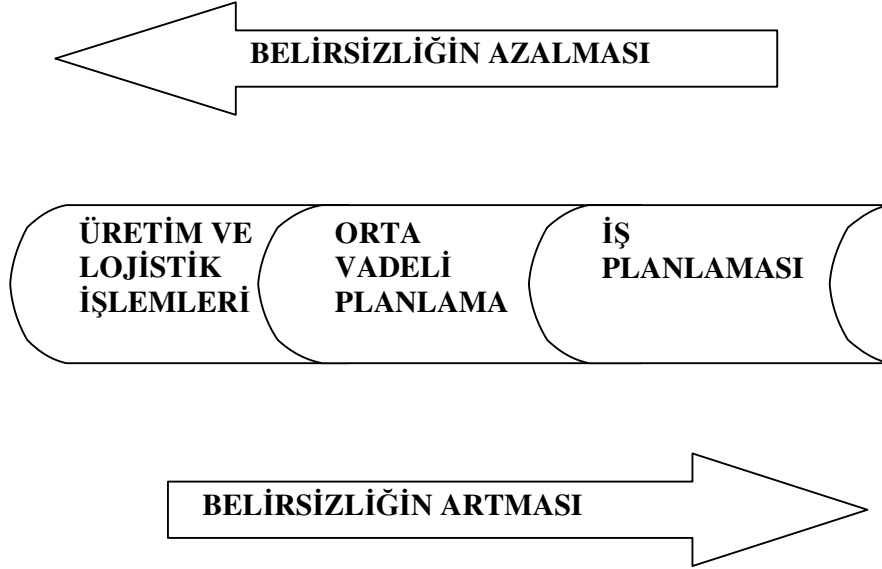 BELİRSİZLİĞİN AZALMASI
ÜRETİM VE
LOJİSTİK
İŞLEMLERİ
ORTA
VADELİ
PLANLAMA
İŞ
PLANLAMASI
BELİRSİZLİĞİN ARTMASI